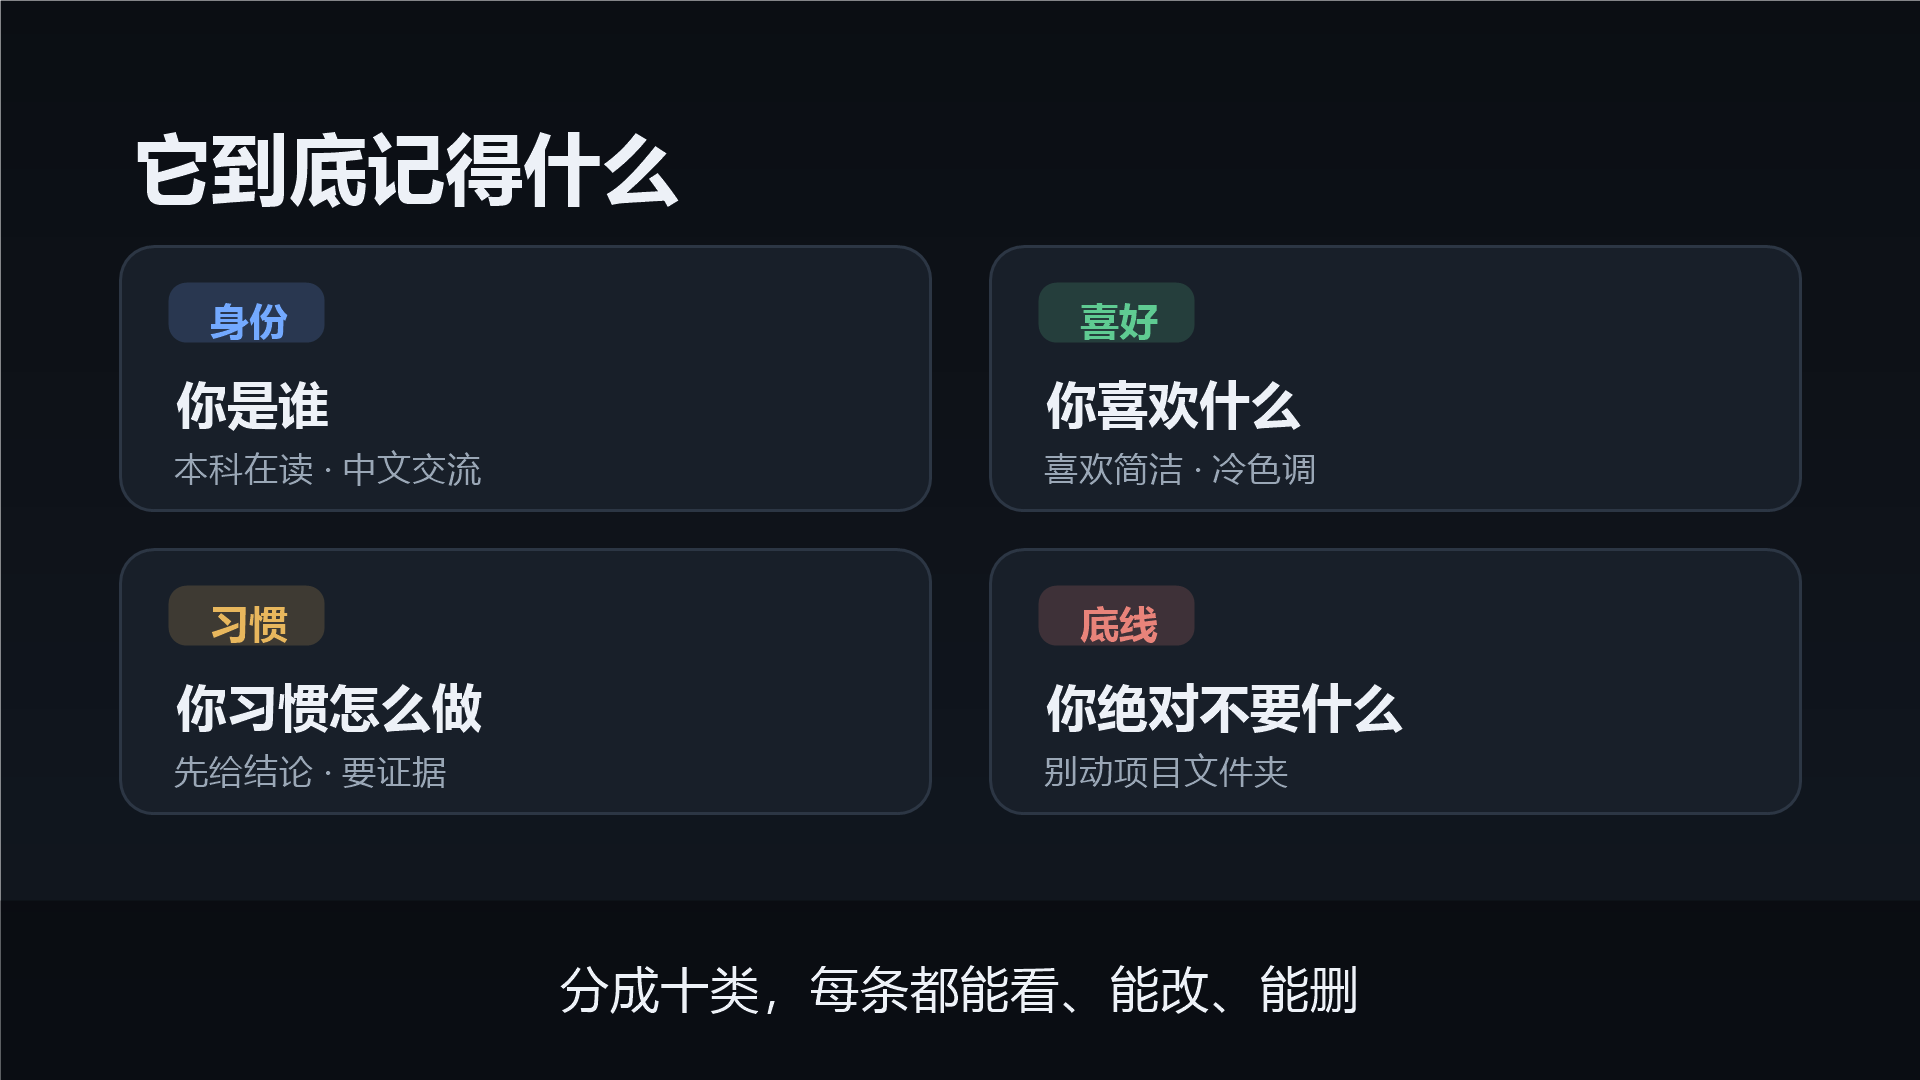 它到底记得什么
身份
你是谁
本科在读 · 中文交流
喜好
你喜欢什么
喜欢简洁 · 冷色调
习惯
你习惯怎么做
先给结论 · 要证据
底线
你绝对不要什么
别动项目文件夹
分成十类，每条都能看、能改、能删